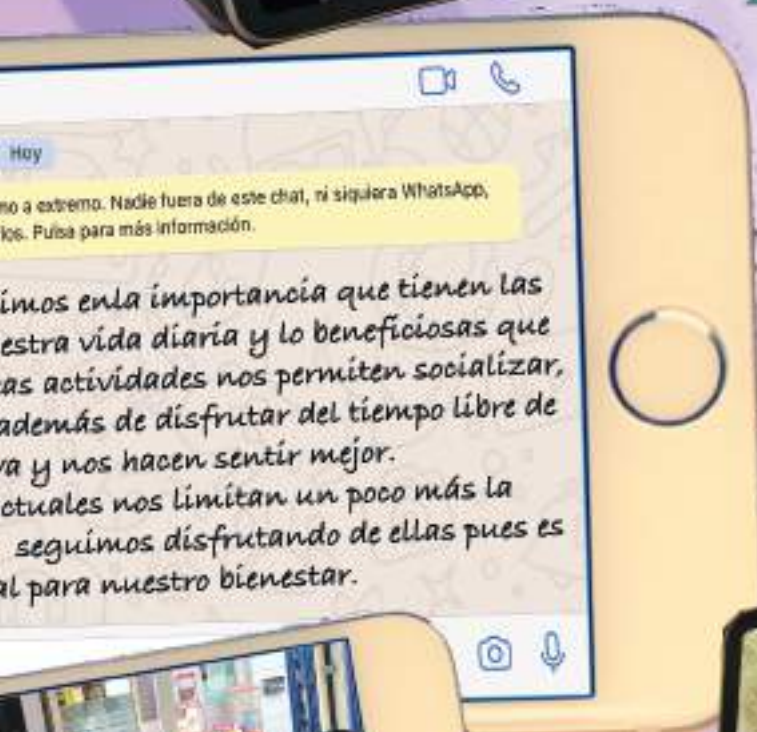 Hoy
no a extremo. Nadie fuera de este chat, ni siquiera WhatsApp,
los. Pulsa para más información.
imos enla importancia que tienen las
estra vida diaria y lo beneficiosas que
as actividades nos permiten socializar,
además de disfrutar del tiempo libre de
va y nos hacen sentir mejor.
ctuales nos limitan un poco más la
seguimos disfrutando de ellas pues es
al para nuestro bienestar.